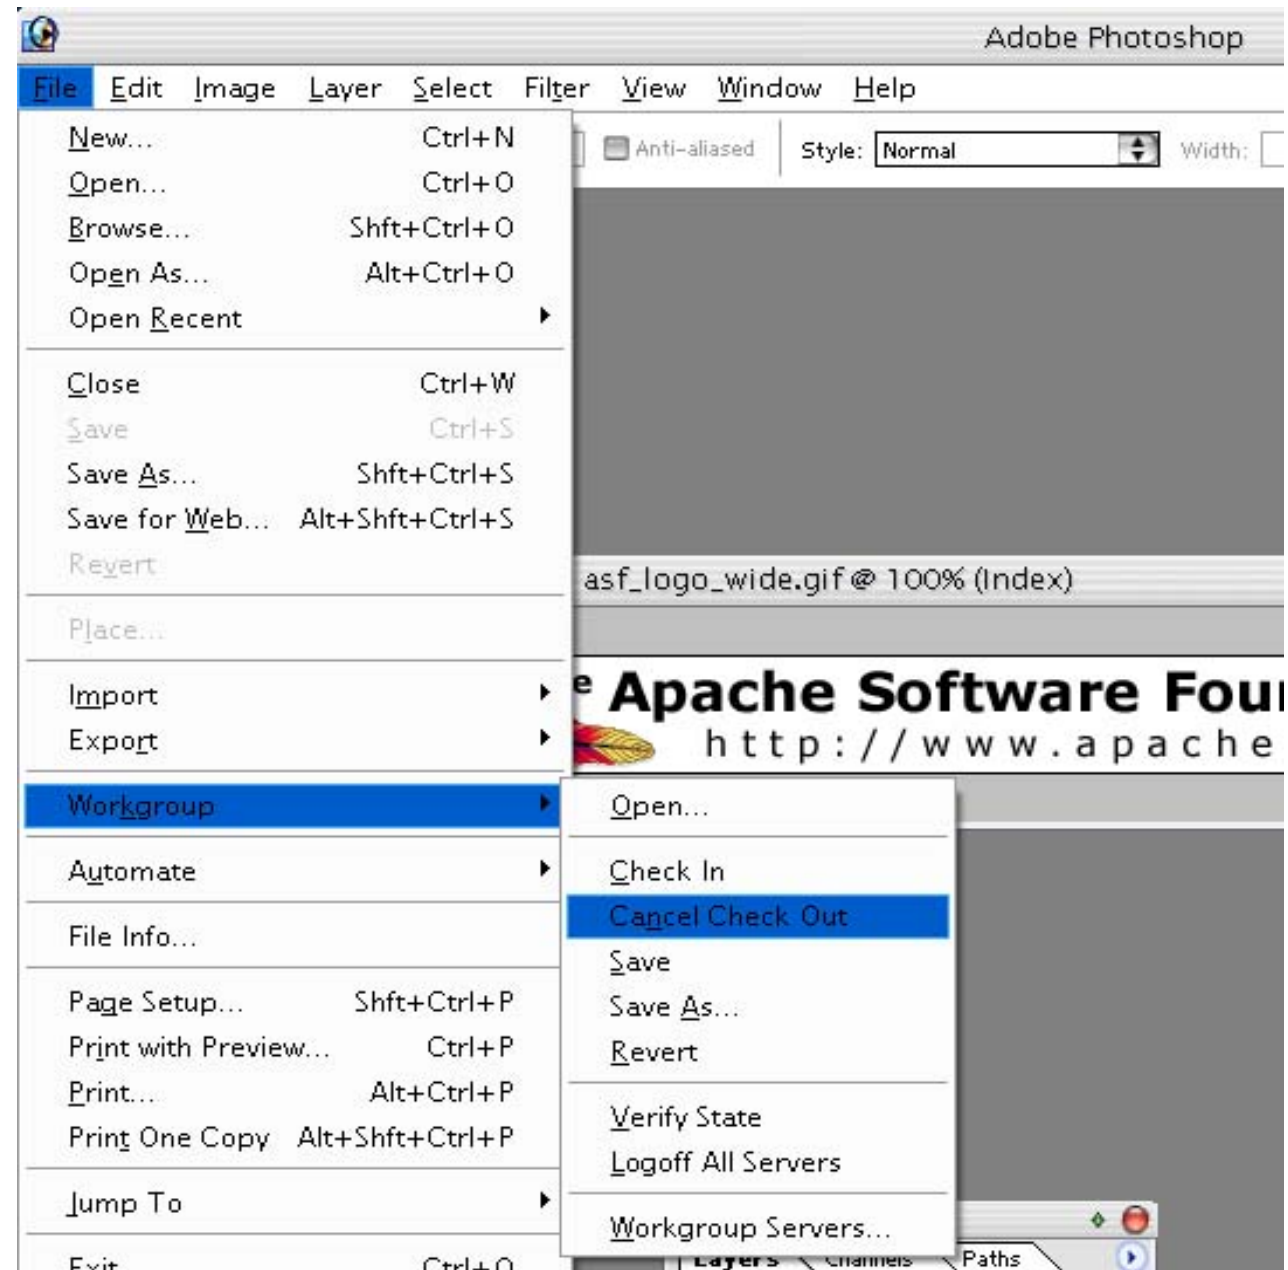 Adobe Photoshop
File Edit Image Layer Select Filter View Window Help
Anti-aliased Style: Normal Width:
New... Ctrl+N
Open... Ctrl+O
Browse... Shft+Ctrl+O
Open As... Alt+Ctrl+O
Open Recent
Close Ctrl+W
Save Ctrl+S
Save As... Shft+Ctrl+S
Save for Web... Alt+Shft+Ctrl+S
Revert
Place...
Import
Export
Workgroup
Automate
File Info...
Page Setup... Shft+Ctrl+P
Print with Preview... Ctrl+P
Print... Alt+Ctrl+P
Print One Copy Alt+Shft+Ctrl+P
Jump To
Exit Ctrl+Q
asf_logo_wide.gif @ 100% (Index)
Apache Software
http://www.apache
Open...
Check In
Cancel Check Out
Save
Save As...
Revert
Verify State
Logoff All Servers
Workgroup Servers...
Layers Channels Paths